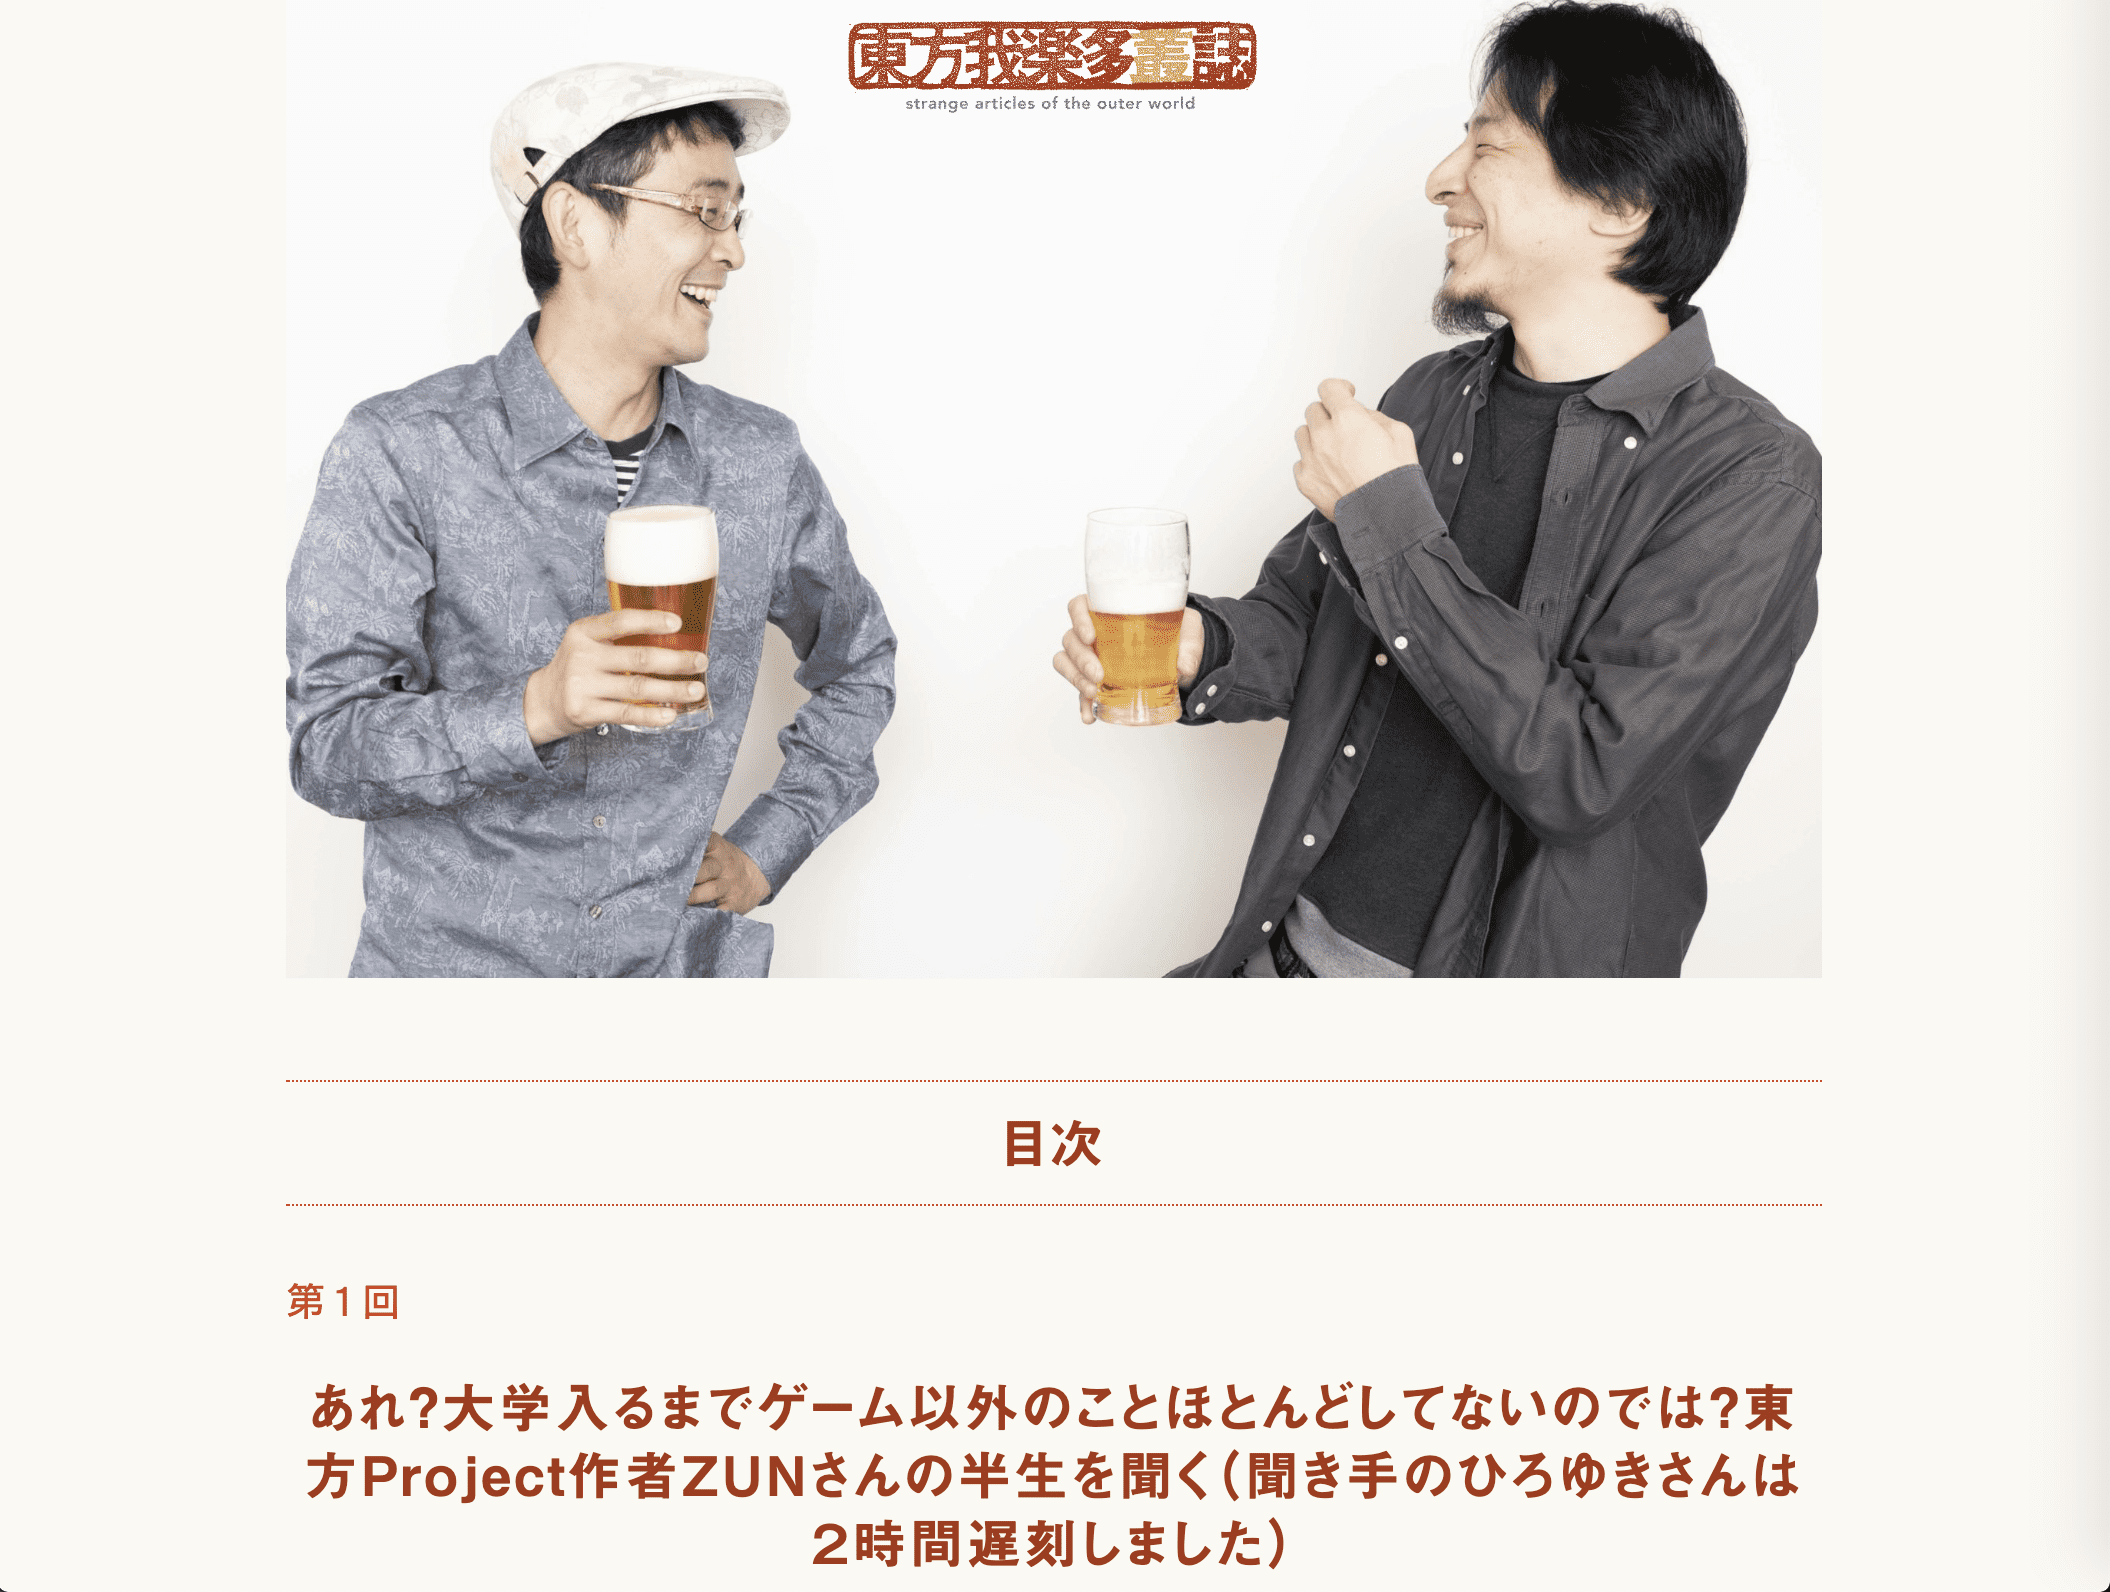 東方我楽多叢誌
strange articles of the outer world
目次
第1回
あれ?大学入るまでゲーム以外のことほとんどしてないのでは?東
方Project作者ZUNさんの半生を聞く(聞き手のひろゆきさんは
2時間遅刻しました)